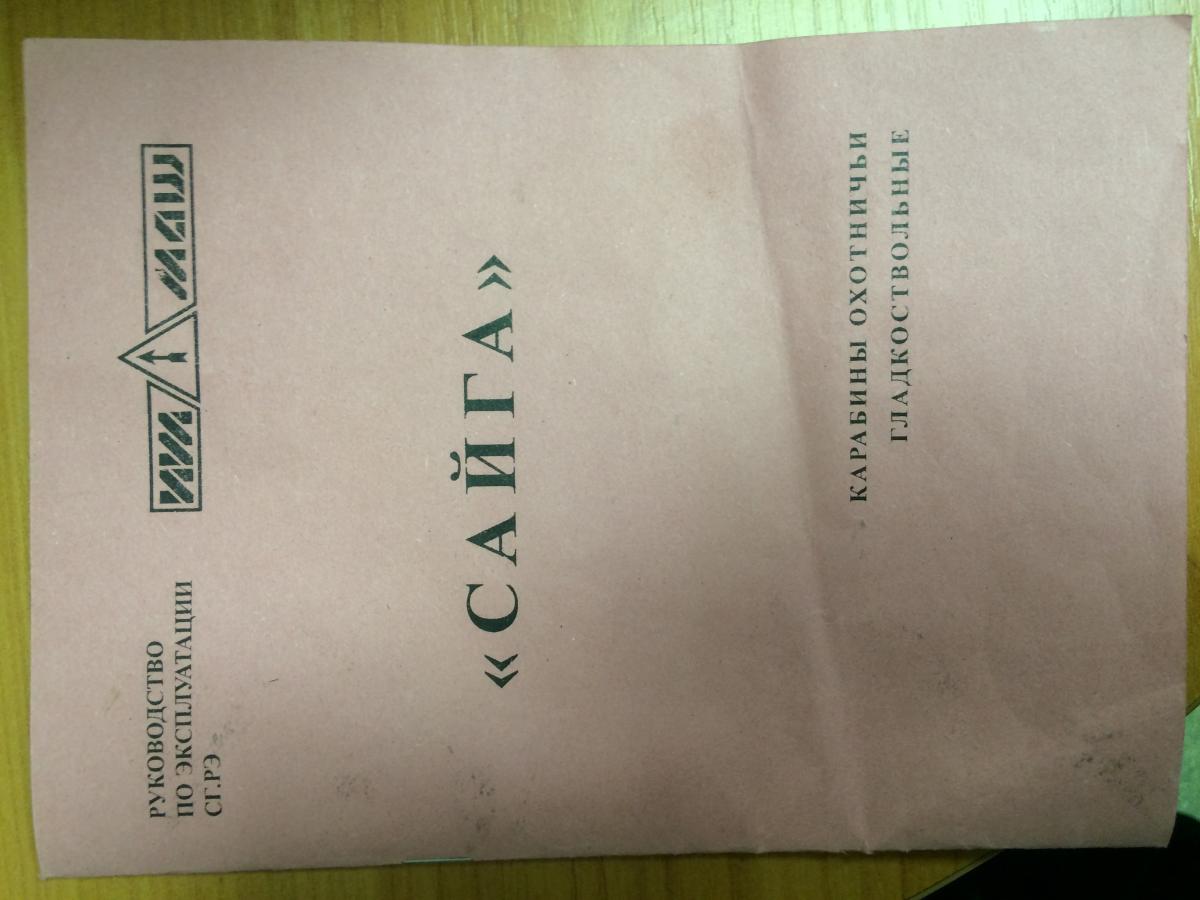 РУКОВОДСТВО
ПО ЭКСПЛУАТАЦИИ
СГ.РЭ
ИЖМАШ
«САЙГА»
КАРАБИНЫ ОХОТНИЧЬИ
ГЛАДКОСТВОЛЬНЫЕ